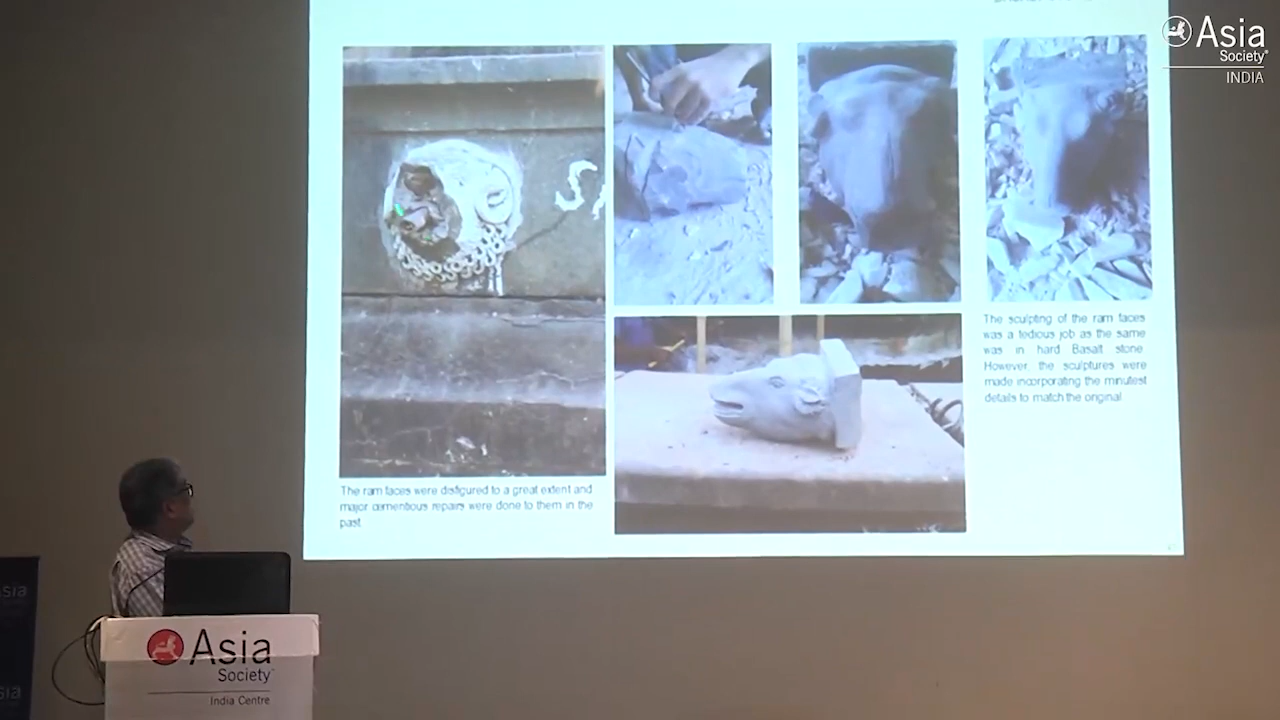 Asia
Society
INDIA
The sculpting of the ram faces
was a tedious job as the same
was in hard Basalt stone.
However, the sculptures were
made incorporating the minutest
details to match the original
The ram faces were disfigured to a great extent and
major cementious repairs were done to them in the
past
Asia
Society
India Centre